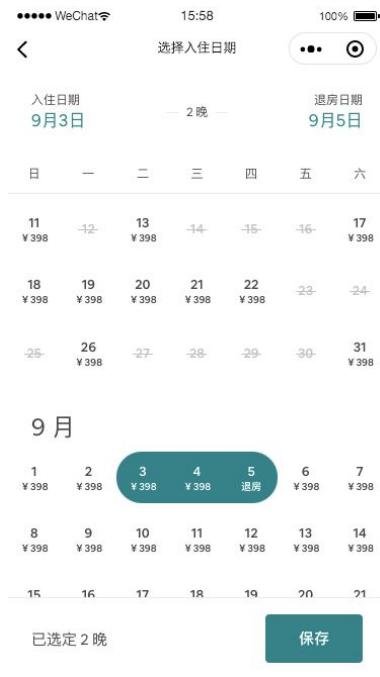 WeChat 15:58 100%
选择入住日期
入住日期 退房日期
9月3日 2 晚 9月5日
日 一 二 三 四 五 六
11 12 13 14 15 16 17
¥398 ¥398 ¥398
18 19 20 21 22 23 24
¥398 ¥398 ¥398 ¥398 ¥398
25 26 27 28 29 30 31
¥398 ¥398
9 月
1 2 3 4 5 6 7
¥398 ¥398 ¥398 ¥398 退房 ¥398 ¥398
8 9 10 11 12 13 14
¥398 ¥398 ¥398 ¥398 ¥398 ¥398 ¥398
15 16 17 18 19 20 21
已选定 2 晚 保存